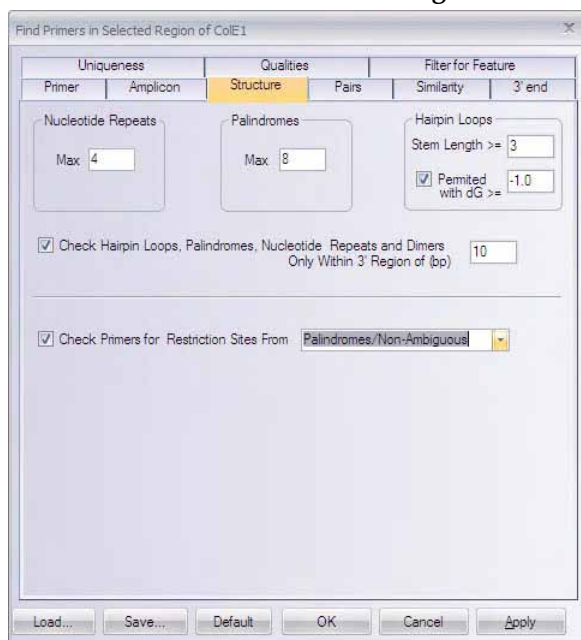 Find Primers in Selected Region of ColE1 x
Uniqueness Qualities Filter for Feature
Primer Amplicon Structure Pairs Similarity 3' end
Nucleotide Repeats
Max 4
Palindromes
Max 8
Hairpin Loops
Stem Length >= 3
Permited -1.0
with dG >=
Check Hairpin Loops, Palindromes, Nucleotide Repeats and Dimers
Only Within 3' Region of (bp) 10
Check Primers for Restriction Sites From Palindromes/Non-Ambiguous
Load... Save... Default OK Cancel Apply